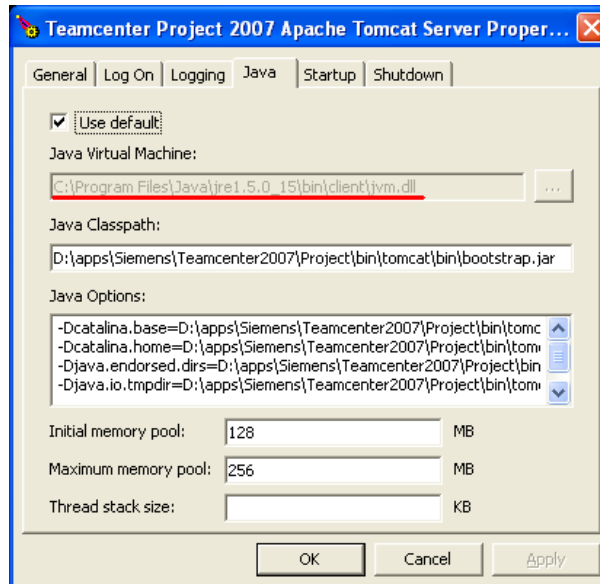 Teamcenter Project 2007 Apache Tomcat Server Proper...
General Log On Logging Java Startup Shutdown
Use default
Java Virtual Machine:
C:\Program Files\Java\jre1.5.0_15\bin\client\jvm.dll ...
Java Classpath:
D:\apps\Siemens\Teamcenter2007\Project\bin\tomcat\bin\bootstrap.jar
Java Options:
-Dcatalina.base=D:\apps\Siemens\Teamcenter2007\Project\bin\tomc
-Dcatalina.home=D:\apps\Siemens\Teamcenter2007\Project\bin\tom
-Djava.endorsed.dirs=D:\apps\Siemens\Teamcenter2007\Project\bin
-Djava.io.tmpdir=D:\apps\Siemens\Teamcenter2007\Project\bin\tom
Initial memory pool: 128 MB
Maximum memory pool: 256 MB
Thread stack size: KB
OK Cancel Apply